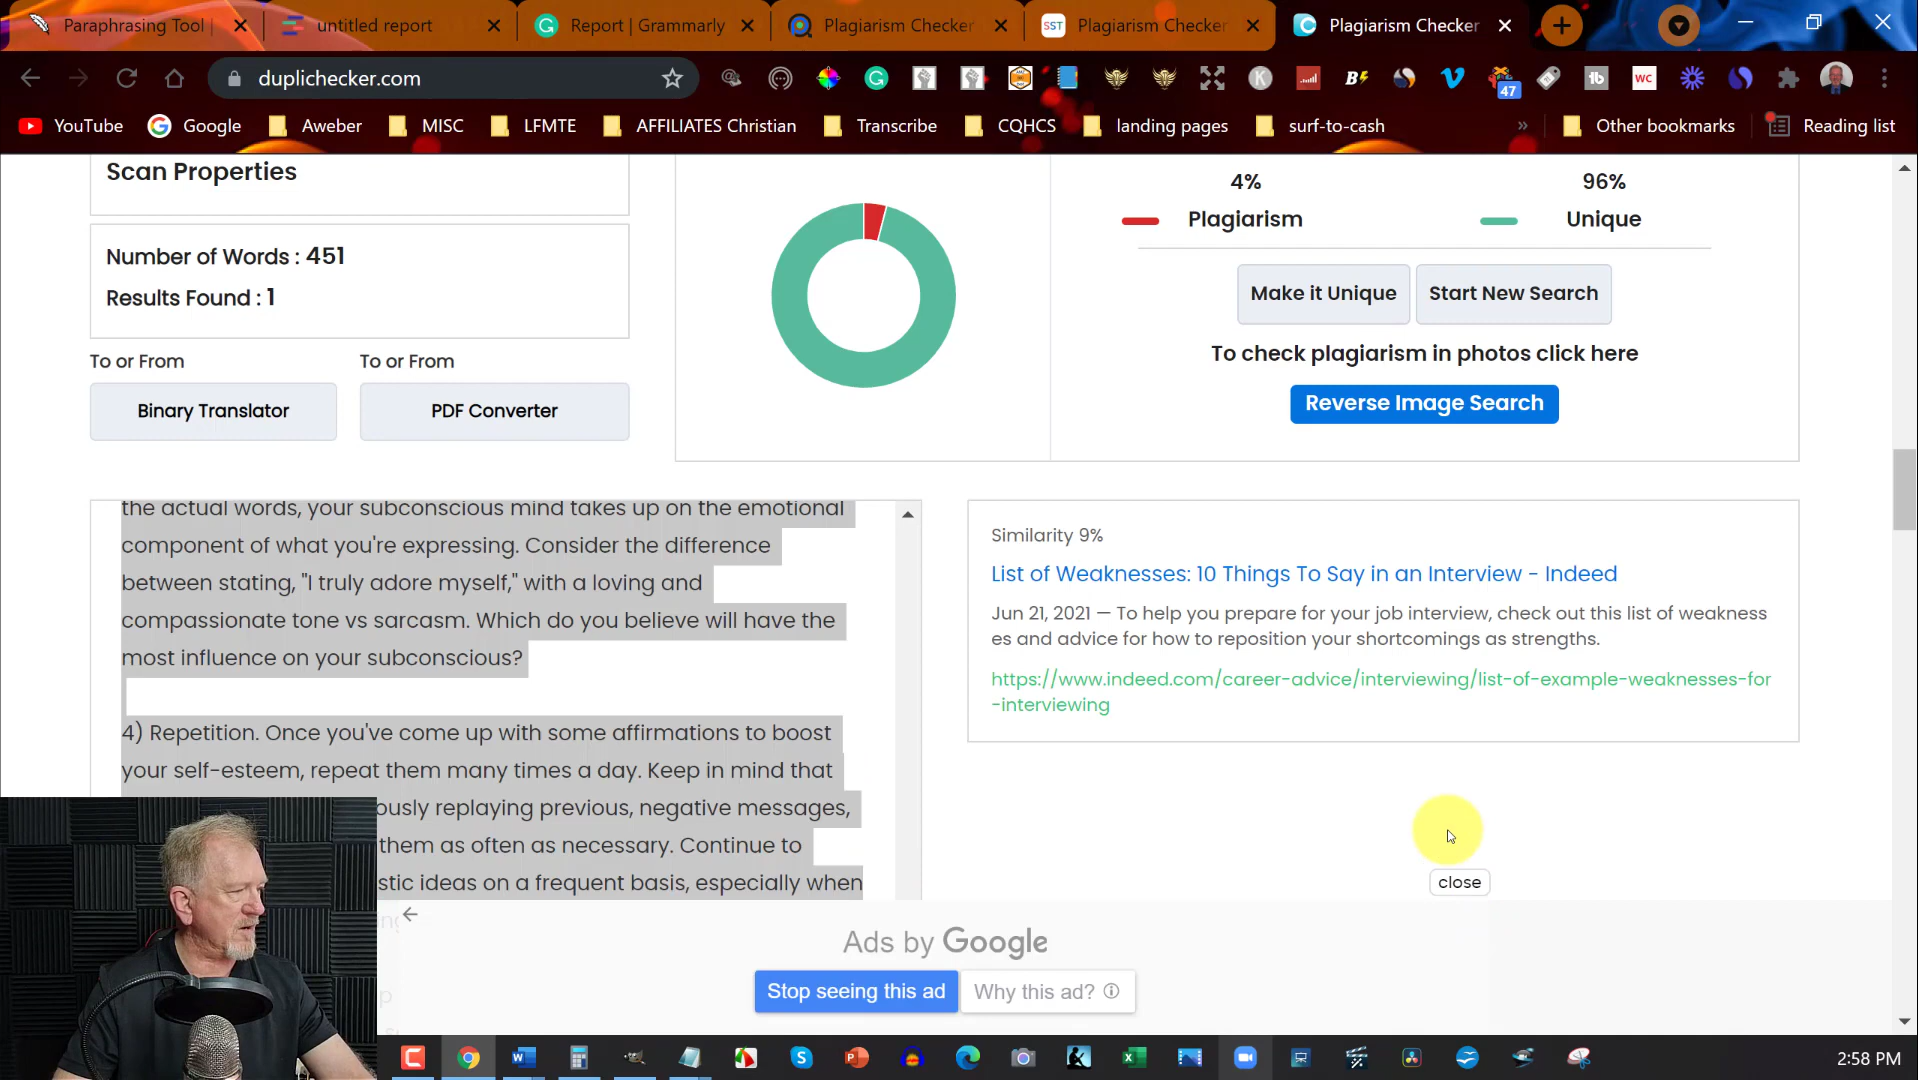 Paraphrasing Tool
untitled report
Report | Grammarly
Plagiarism Checker
SST
Plagiarism Checker
Plagiarism Checker
duplichecker.com
47
WC
YouTube
Google
Aweber
MISC
LFMTE
AFFILIATES Christian
Transcribe
CQHCS
landing pages
surf-to-cash
»
Other bookmarks
Reading list
Scan Properties
Number of Words : 451
Results Found : 1
To or From
To or From
Binary Translator
PDF Converter
4%
Plagiarism
96%
Unique
Make it Unique
Start New Search
To check plagiarism in photos click here
Reverse Image Search
the actual words, your subconscious mind takes up on the emotional
component of what you're expressing. Consider the difference
between stating, "I truly adore myself," with a loving and
compassionate tone vs sarcasm. Which do you believe will have the
most influence on your subconscious?
4) Repetition. Once you've come up with some affirmations to boost
your self-esteem, repeat them many times a day. Keep in mind that
ously replaying previous, negative messages,
them as often as necessary. Continue to
stic ideas on a frequent basis, especially when
Similarity 9%
List of Weaknesses: 10 Things To Say in an Interview - Indeed
Jun 21, 2021 — To help you prepare for your job interview, check out this list of weakness
es and advice for how to reposition your shortcomings as strengths.
https://www.indeed.com/career-advice/interviewing/list-of-example-weaknesses-for
-interviewing
close
Ads by Google
Stop seeing this ad
Why this ad?
2:58 PM